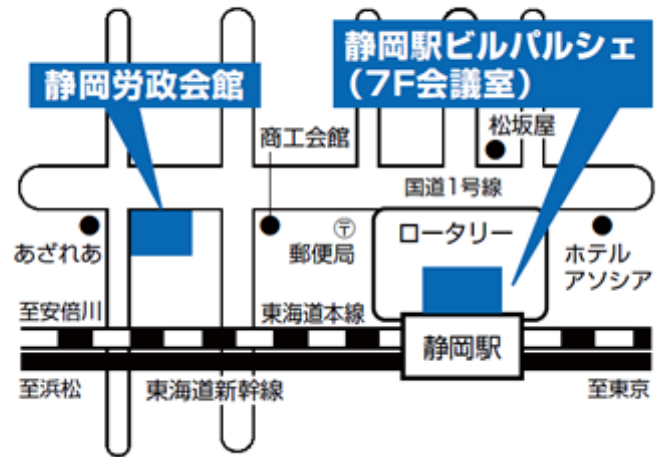 静岡駅ビルパルシェ
(7F会議室)
静岡労政会館
商工会館
松坂屋
国道1号線
あざれあ
〒
郵便局
ロータリー
ホテル
アソシア
至安倍川
東海道本線
静岡駅
至浜松
東海道新幹線
至東京